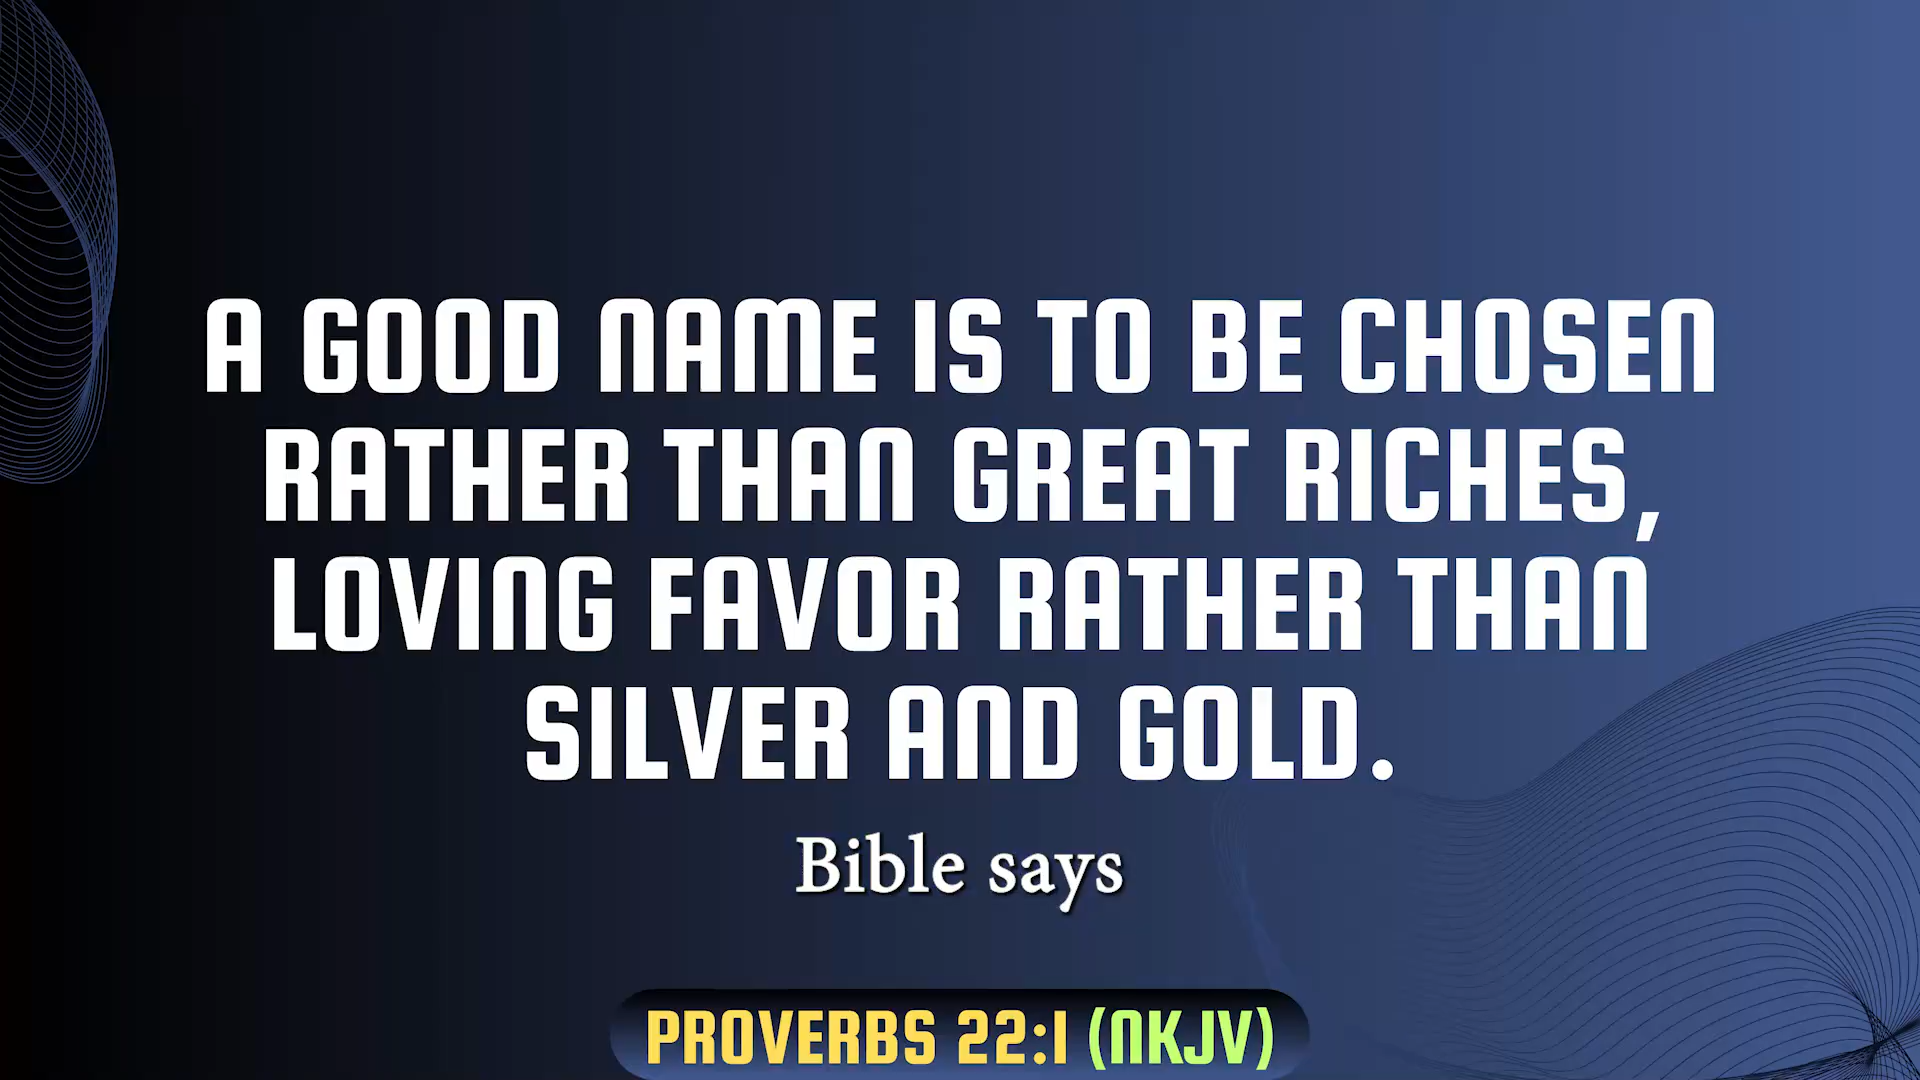 A GOOD NAME IS TO BE CHOSEN
RATHER THAN GREAT RICHES,
LOVING FAVOR RATHER THAN
SILVER AND GOLD.
Bible says
PROVERBS 22:1 (NKJV)